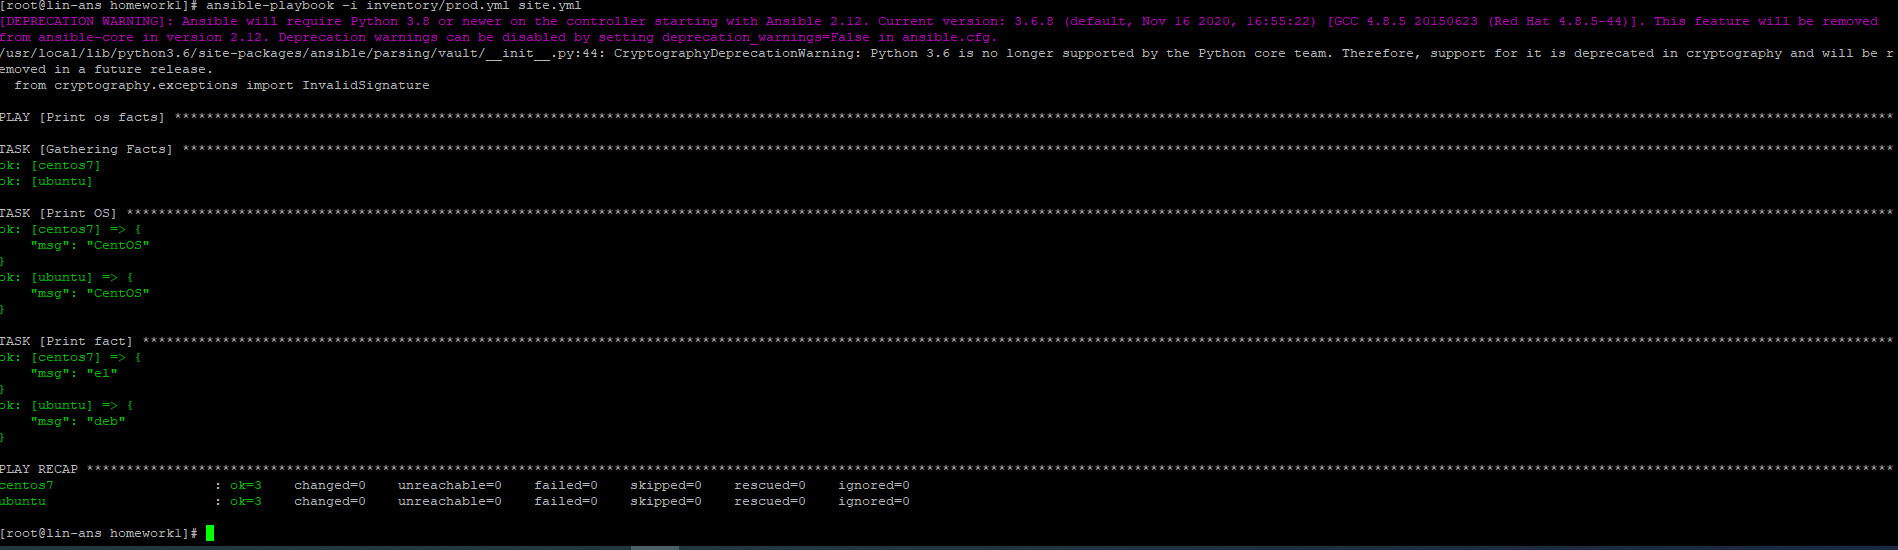 [root@lin-ans homework1]# ansible-playbook -i inventory/prod.yml site.yml
[DEPRECATION WARNING]: Ansible will require Python 3.8 or newer on the controller starting with Ansible 2.12. Current version: 3.6.8 (default, Nov 16 2020, 16:55:22) [GCC 4.8.5 20150623 (Red Hat 4.8.5-44)]. This feature will be removed
from ansible-core in version 2.12. Deprecation warnings can be disabled by setting deprecation_warnings=False in ansible.cfg.
/usr/local/lib/python3.6/site-packages/ansible/parsing/vault/__init__.py:44: CryptographyDeprecationWarning: Python 3.6 is no longer supported by the Python core team. Therefore, support for it is deprecated in cryptography and will be r
emoved in a future release.
  from cryptography.exceptions import InvalidSignature
PLAY [Print os facts] ***********************************************************************************************************************************************************************************************************************
TASK [Gathering Facts] **********************************************************************************************************************************************************************************************************************
ok: [centos7]
ok: [ubuntu]
TASK [Print OS] *****************************************************************************************************************************************************************************************************************************
ok: [centos7] => {
    "msg": "CentOS"
}
ok: [ubuntu] => {
    "msg": "CentOS"
}
TASK [Print fact] ***************************************************************************************************************************************************************************************************************************
ok: [centos7] => {
    "msg": "el"
}
ok: [ubuntu] => {
    "msg": "deb"
}
PLAY RECAP **********************************************************************************************************************************************************************************************************************************
centos7                    : ok=3    changed=0    unreachable=0    failed=0    skipped=0    rescued=0    ignored=0
ubuntu                     : ok=3    changed=0    unreachable=0    failed=0    skipped=0    rescued=0    ignored=0
[root@lin-ans homework1]#